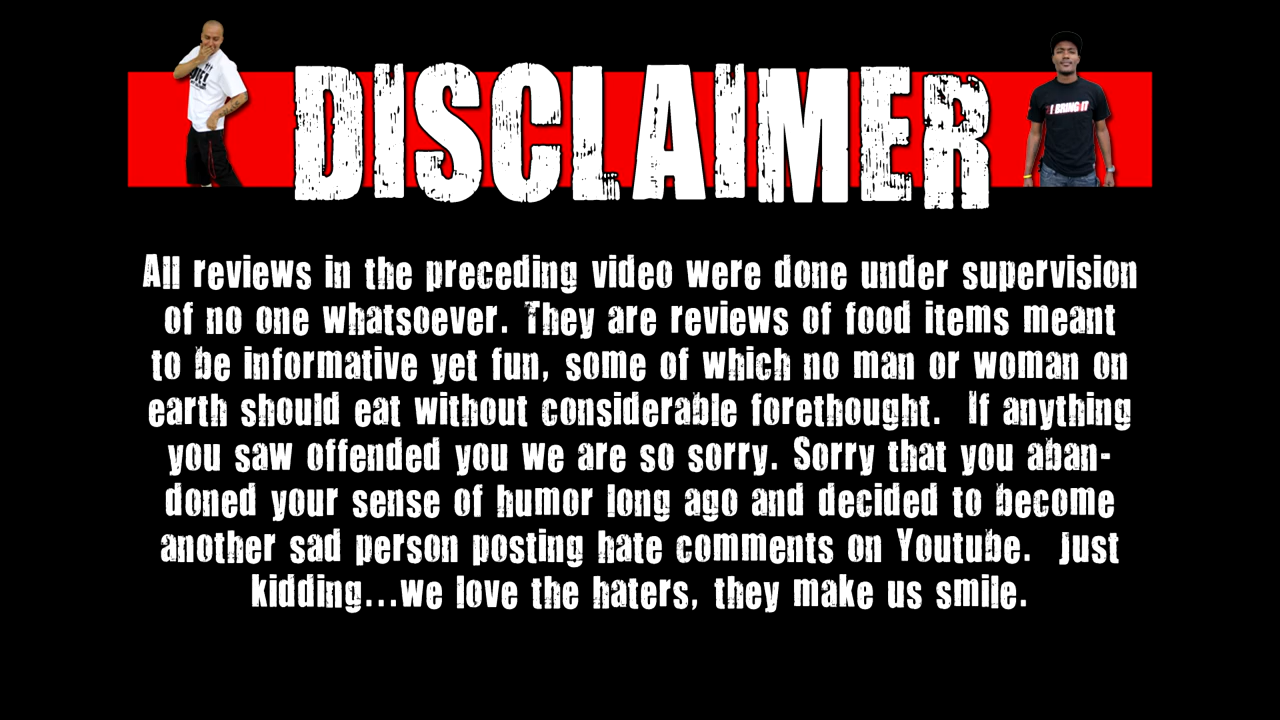 DISCLAIMER
I BRING IT
All reviews in the preceding video were done under supervision
of no one whatsoever. They are reviews of food items meant
to be informative yet fun, some of which no man or woman on
earth should eat without considerable forethought. If anything
you saw offended you we are so sorry. Sorry that you aban-
doned your sense of humor long ago and decided to become
another sad person posting hate comments on Youtube. Just
kidding...we love the haters, they make us smile.